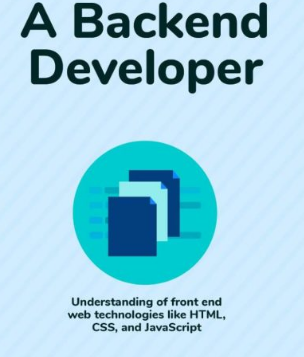 A Backend
Developer
Understanding of front end
web technologies like HTML,
CSS, and JavaScript